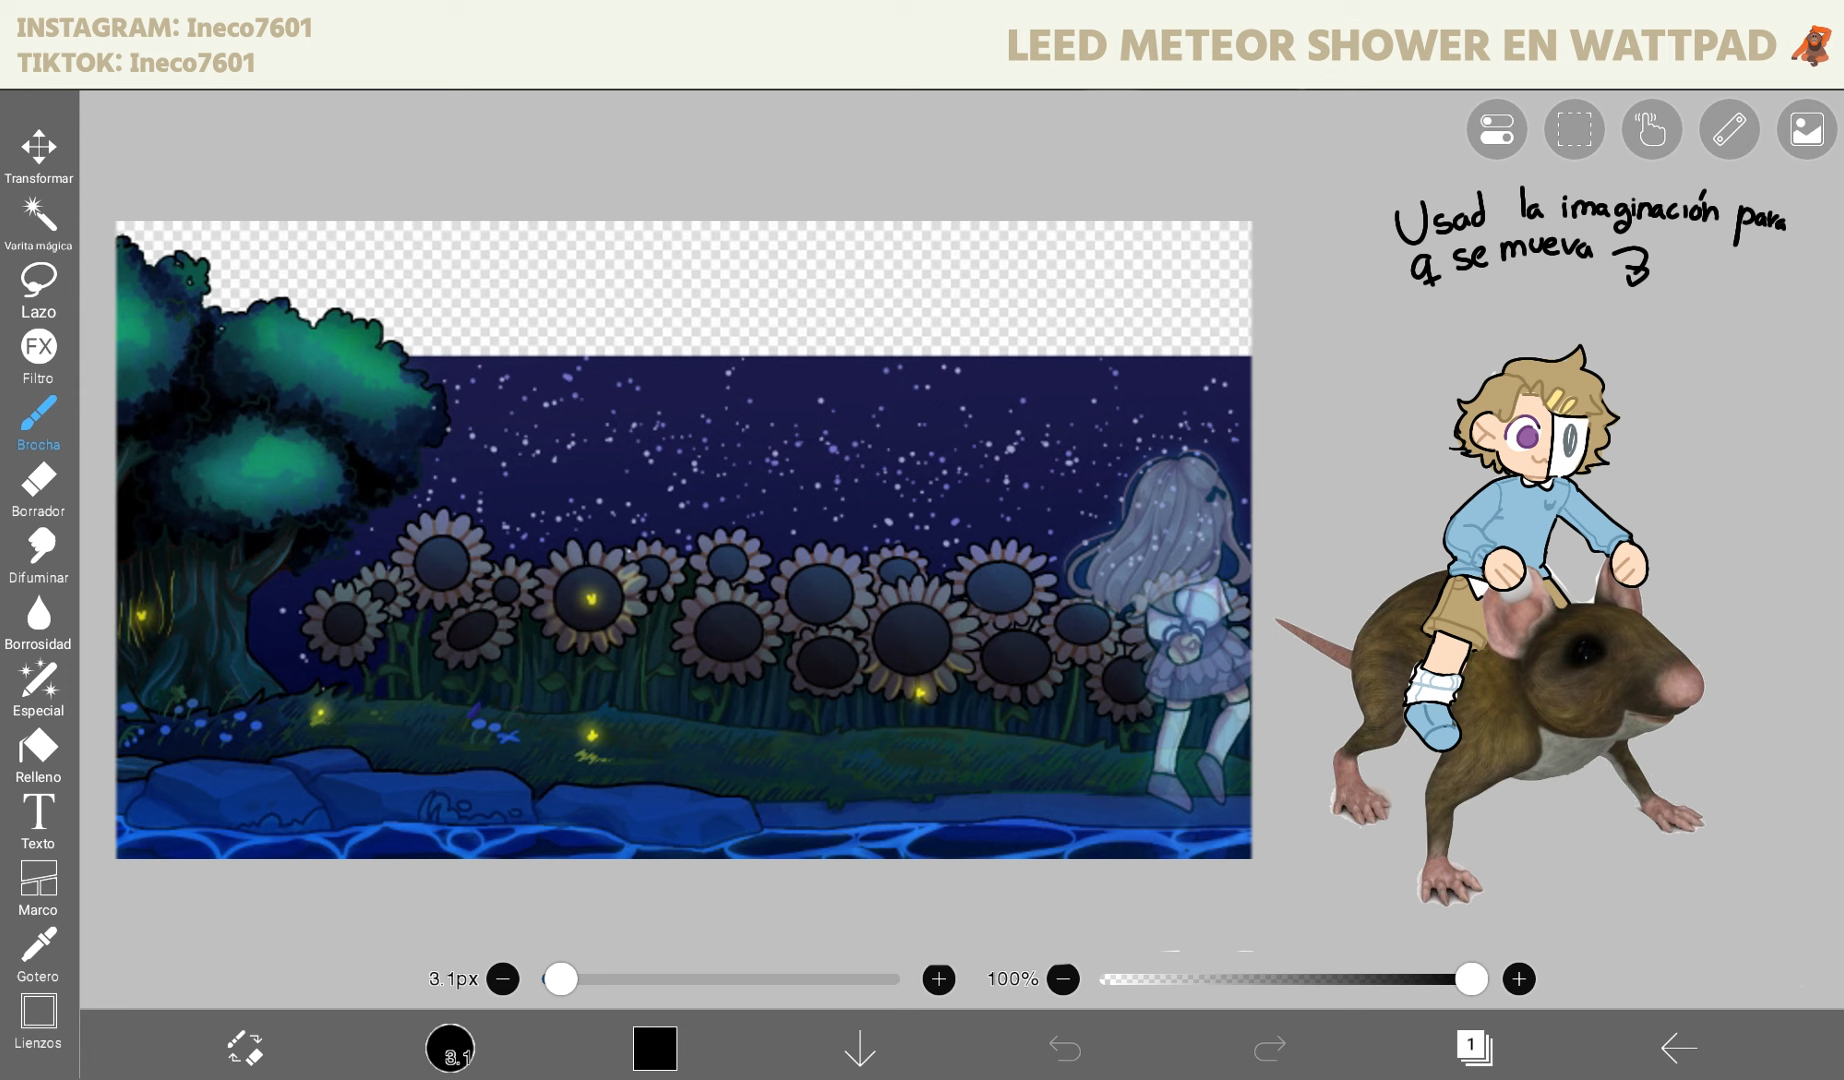 INSTAGRAM: Ineco7601
TIKTOK: Ineco7601
LEED METEOR SHOWER EN WATTPAD
Transformar
Varita mágica
Lazo
FX
Filtro
Brocha
Borrador
Difuminar
Borrosidad
Especial
Relleno
T
Texto
Marco
Gotero
Lienzos
Usad la imaginación para
q se mueva
3.1px
100%
3.1
1